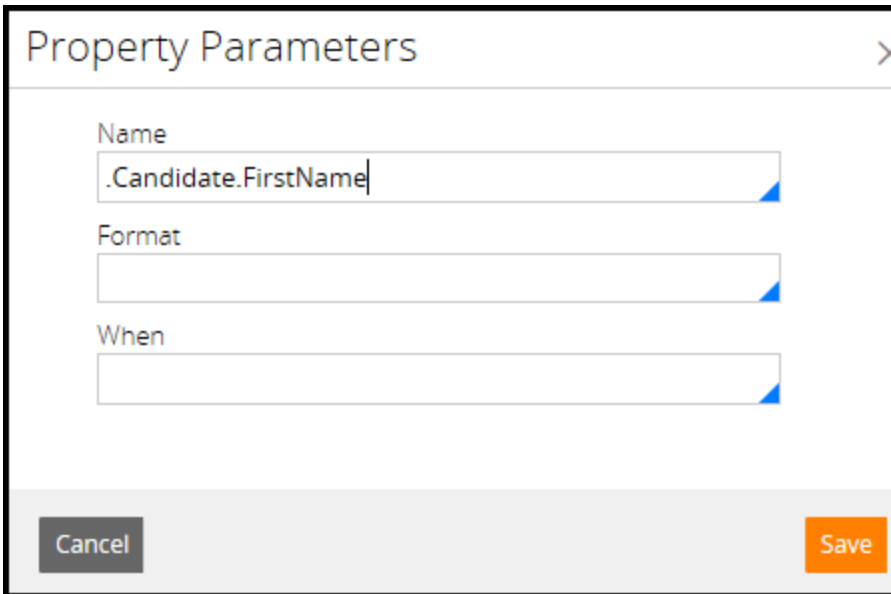 Property Parameters
Name
.Candidate.FirstName
Format
When
Cancel
Save